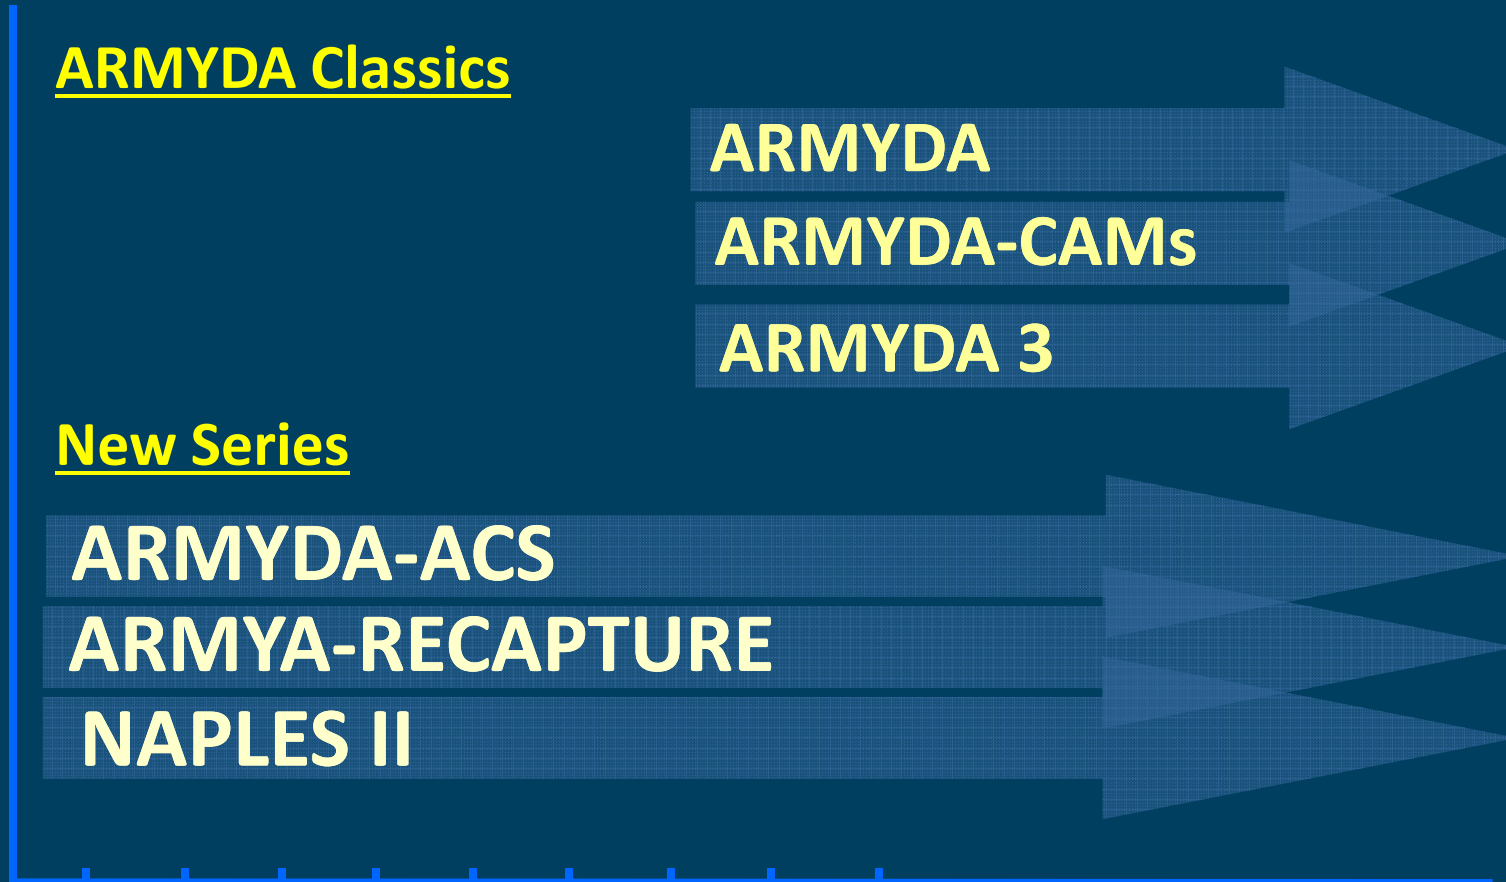 ARMYDA Classics
ARMYDA
ARMYDA-CAMs
ARMYDA 3
New Series
ARMYDA-ACS
ARMYA-RECAPTURE
NAPLES II